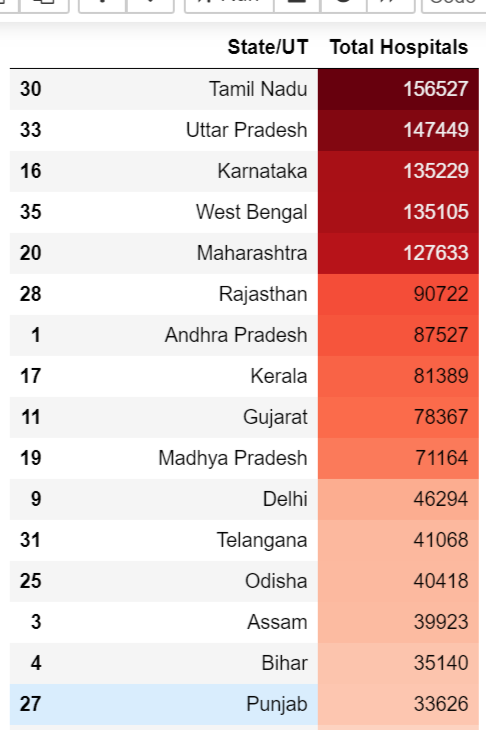 State/UT Total Hospitals
30 Tamil Nadu 156527
33 Uttar Pradesh 147449
16 Karnataka 135229
35 West Bengal 135105
20 Maharashtra 127633
28 Rajasthan 90722
1 Andhra Pradesh 87527
17 Kerala 81389
11 Gujarat 78367
19 Madhya Pradesh 71164
9 Delhi 46294
31 Telangana 41068
25 Odisha 40418
3 Assam 39923
4 Bihar 35140
27 Punjab 33626